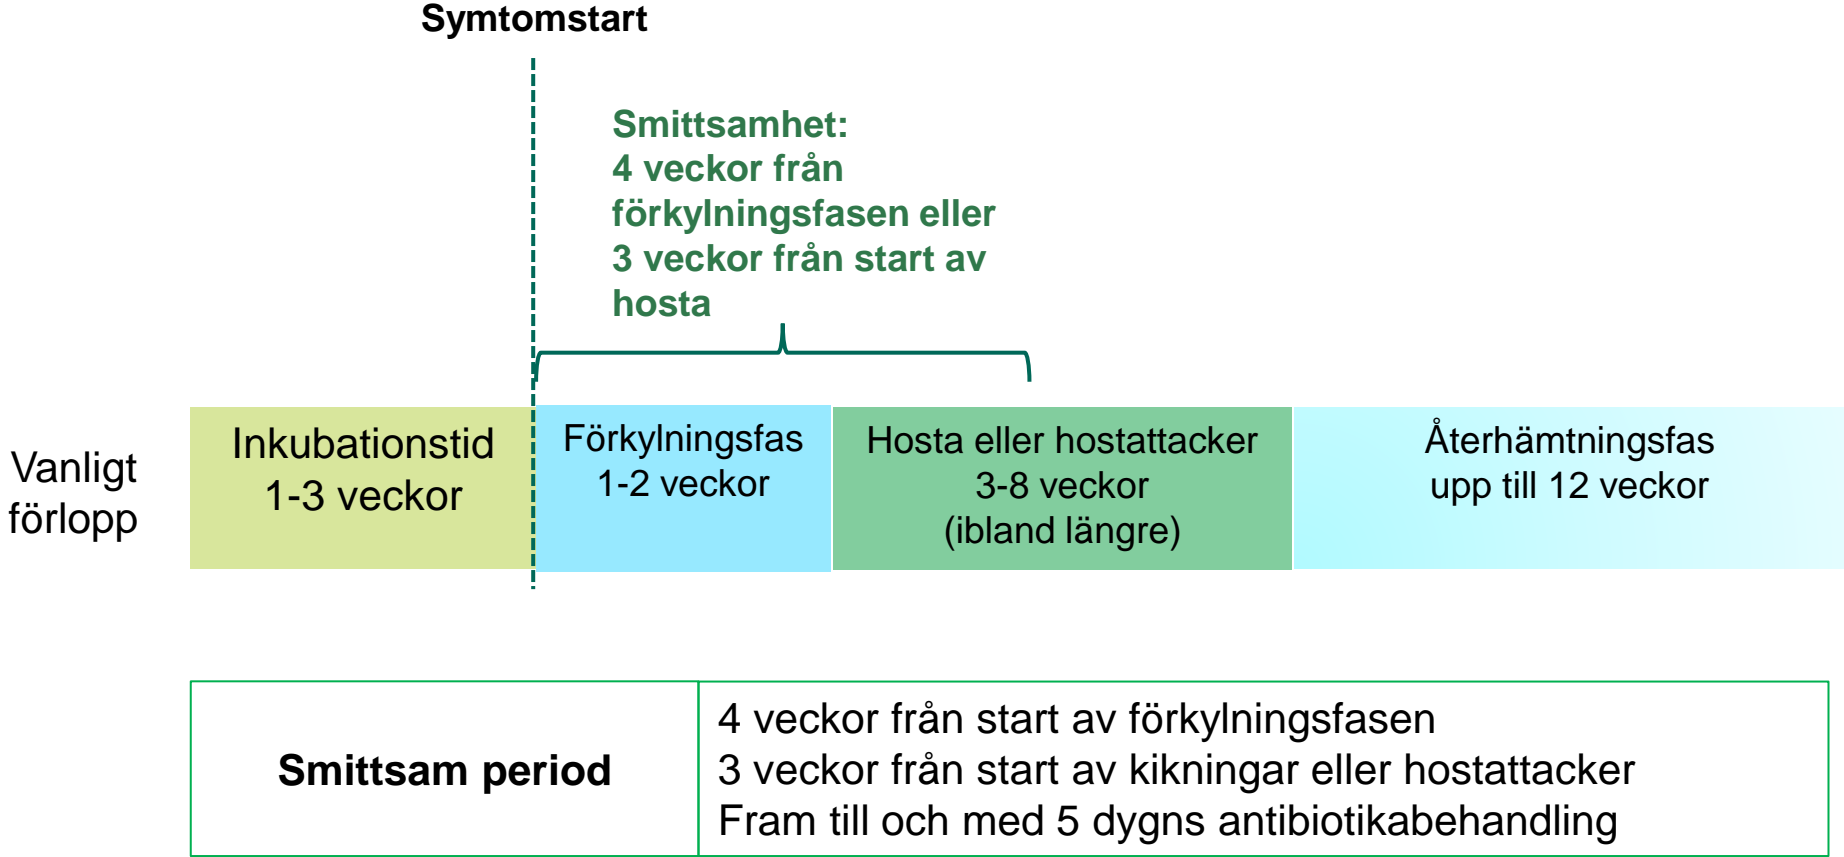 Symtomstart
Smittsamhet:
4 veckor från
förkylningsfasen eller
3 veckor från start av
hosta
Vanligt
förlopp
Inkubationstid
1-3 veckor
Förkylningsfas
1-2 veckor
Hosta eller hostattacker
3-8 veckor
(ibland längre)
Återhämtningsfas
upp till 12 veckor
Smittsam period
4 veckor från start av förkylningsfasen
3 veckor från start av kikningar eller hostattacker
Fram till och med 5 dygns antibiotikabehandling